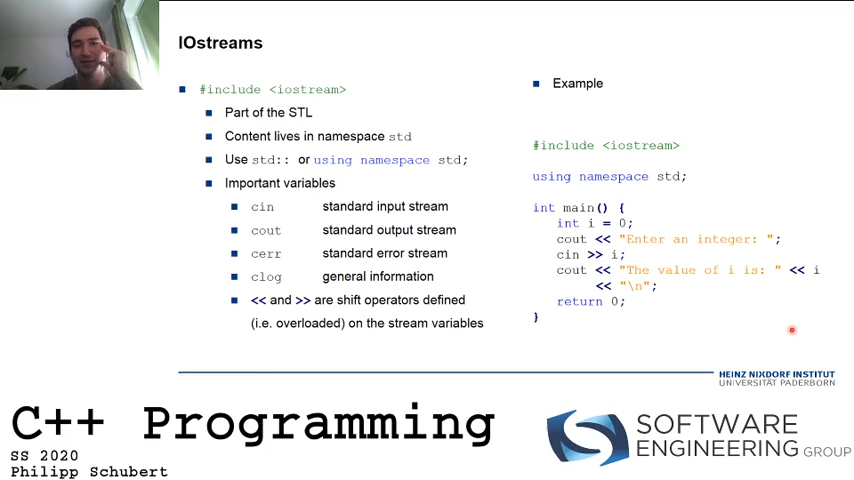 IOstreams
#include <iostream>
Part of the STL
Content lives in namespace std
Use std:: or using namespace std;
Important variables
cin standard input stream
cout standard output stream
cerr standard error stream
clog general information
<< and >> are shift operators defined
(i.e. overloaded) on the stream variables
Example
#include <iostream>
using namespace std;
int main() {
int i = 0;
cout << "Enter an integer: ";
cin >> i;
cout << "The value of i is: " << i
<< "\n";
return 0;
}
HEINZ NIXDORF INSTITUT
UNIVERSITÄT PADERBORN
C++ Programming
SS 2020
Philipp Schubert
SOFTWARE
ENGINEERING GROUP